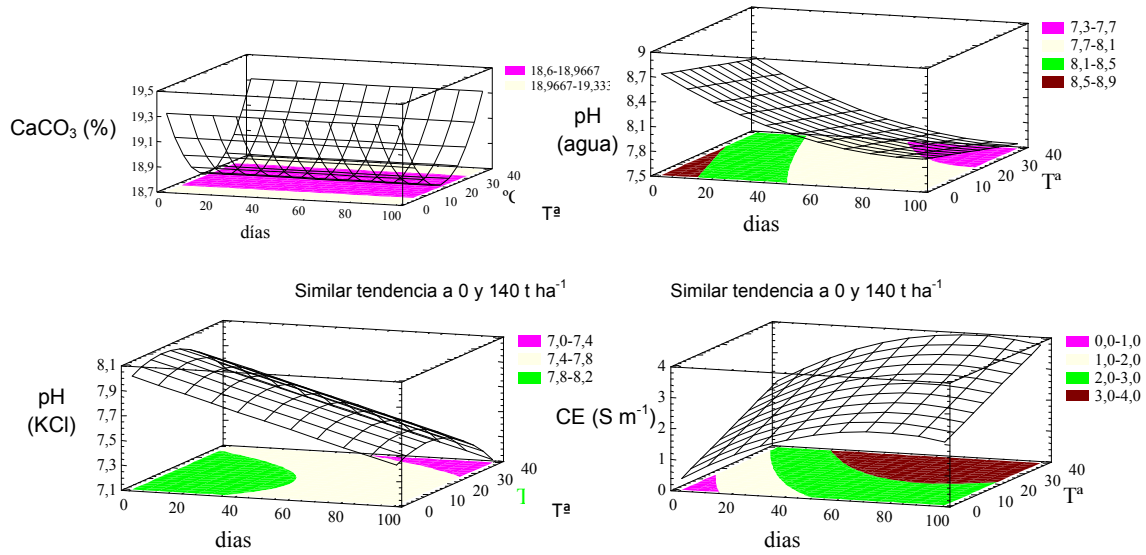 18,6-18,9667
18,9667-19,333
CaCO₃ (%)
19,5
19,3
19,1
18,9
18,7
0 20 40 60 80 100
días
0 10 20 30 40
Tª
7,3-7,7
7,7-8,1
8,1-8,5
8,5-8,9
pH
(agua)
9
8,7
8,4
8,1
7,8
7,5
0 20 40 60 80 100
dias
0 10 20 30 40
Tª
Similar tendencia a 0 y 140 t ha⁻¹
Similar tendencia a 0 y 140 t ha⁻¹
7,0-7,4
7,4-7,8
7,8-8,2
pH
(KCl)
8,1
7,9
7,7
7,5
7,3
7,1
0 20 40 60 80 100
dias
0 10 20 30 40
Tª
0,0-1,0
1,0-2,0
2,0-3,0
3,0-4,0
CE (S m⁻¹)
4
3
2
1
0
0 20 40 60 80 100
dias
0 10 20 30 40
Tª